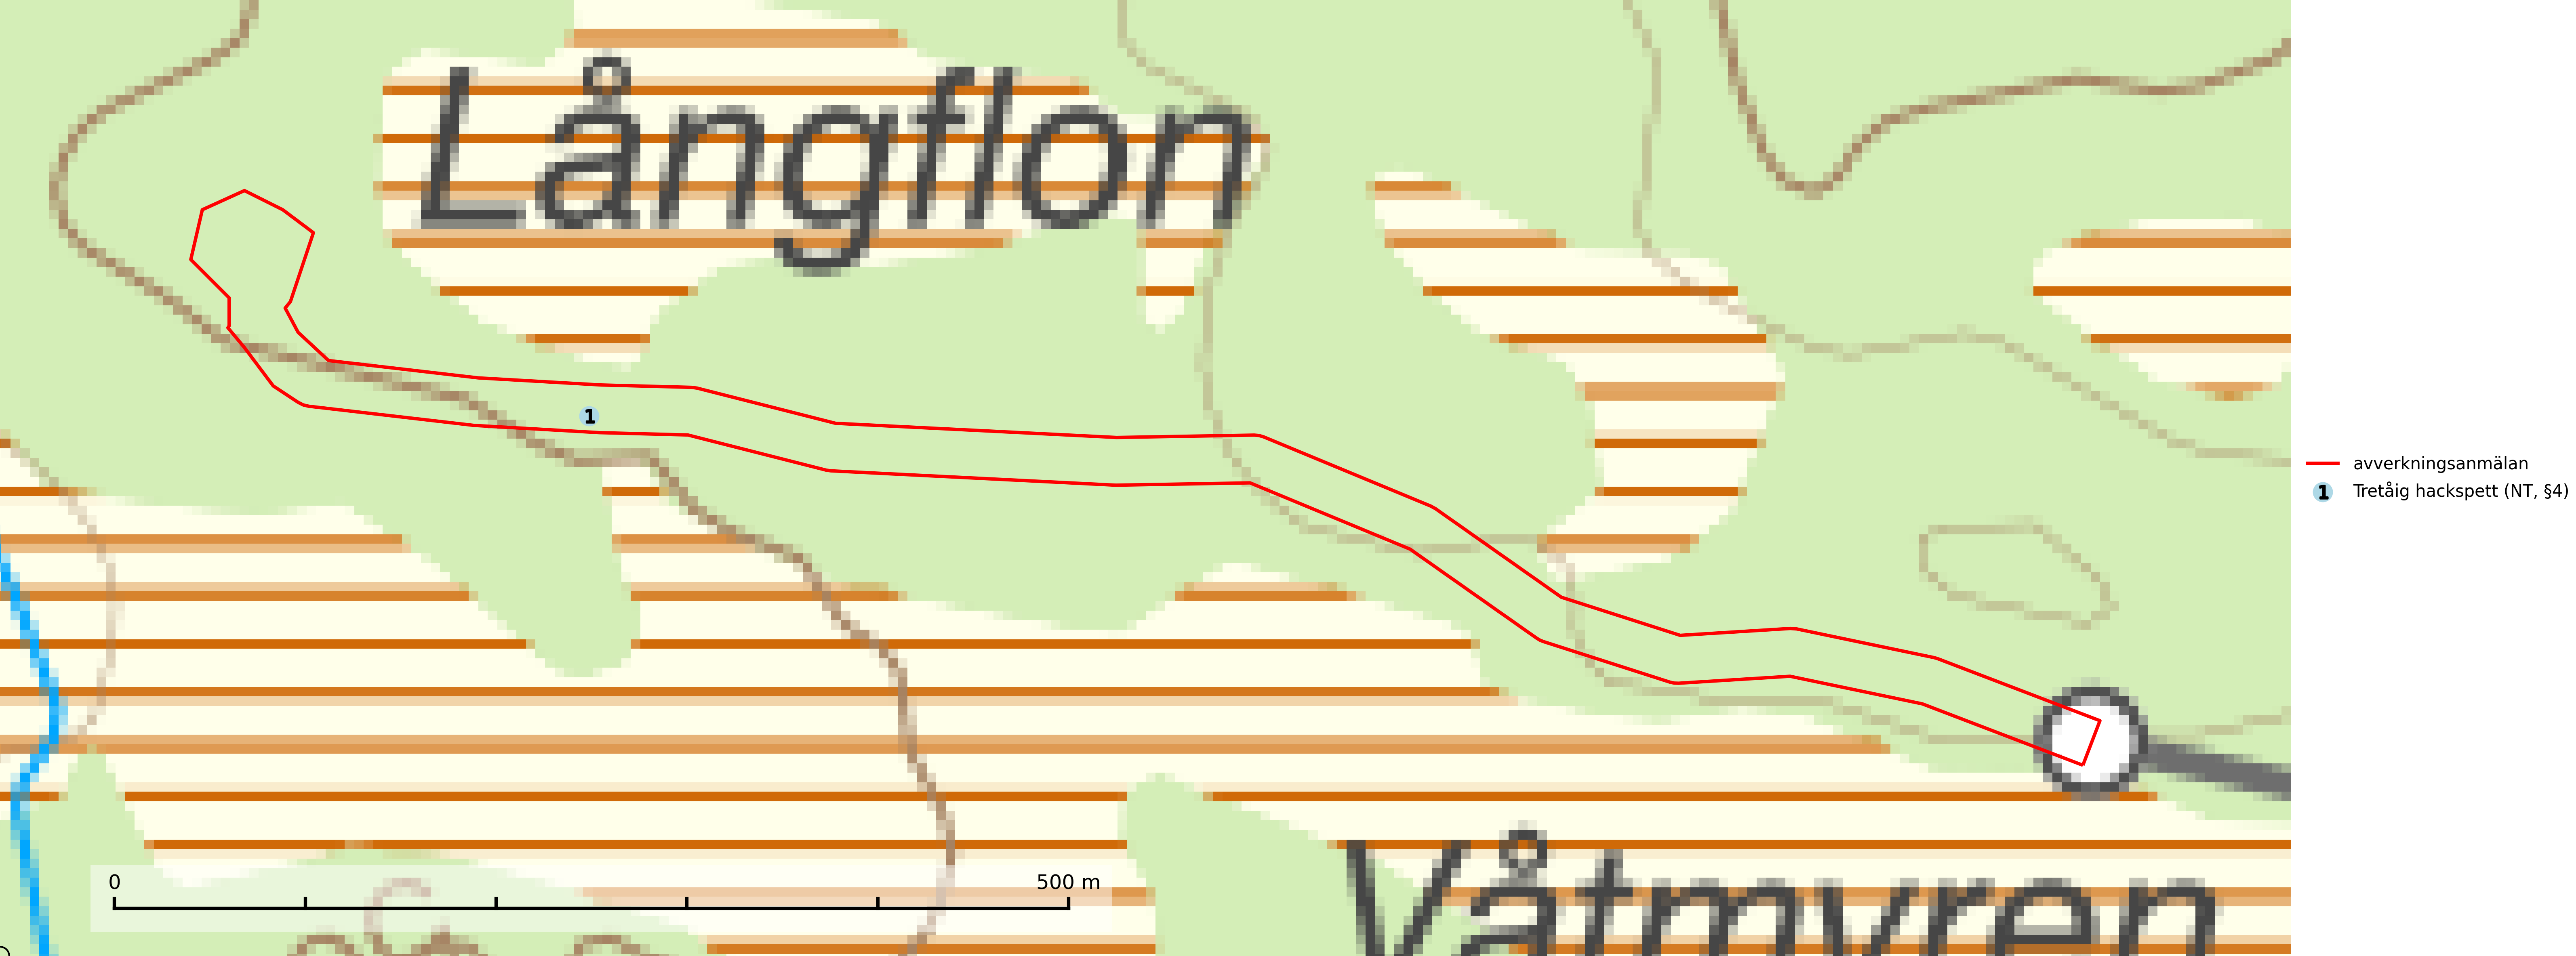 Långflon
1
avverkningsanmälan
1 Tretåig hackspett (NT, §4)
Våtmyren
0 500 m